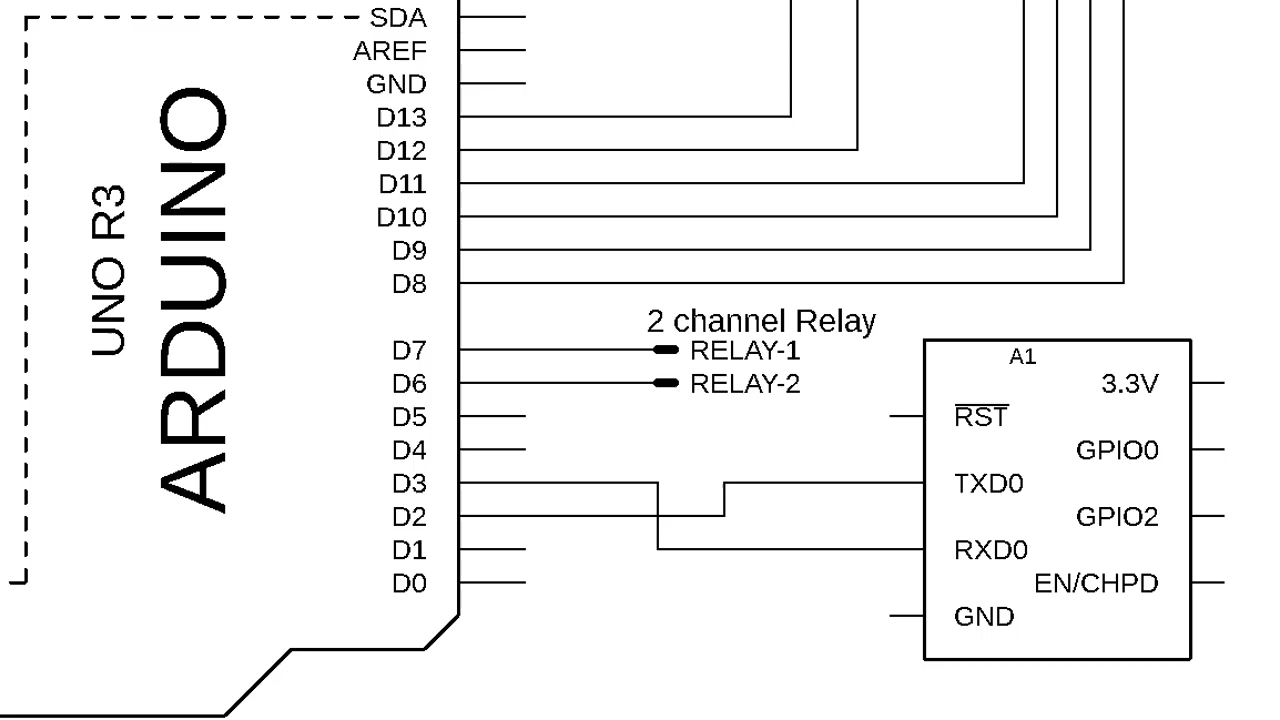 SDA
AREF
GND
D13
D12
D11
D10
D9
D8
UNO R3
ARDUINO
2 channel Relay
D7
RELAY-1
D6
RELAY-2
D5
D4
D3
D2
D1
D0
A1
3.3V
RST
GPIO0
TXD0
GPIO2
RXD0
EN/CHPD
GND